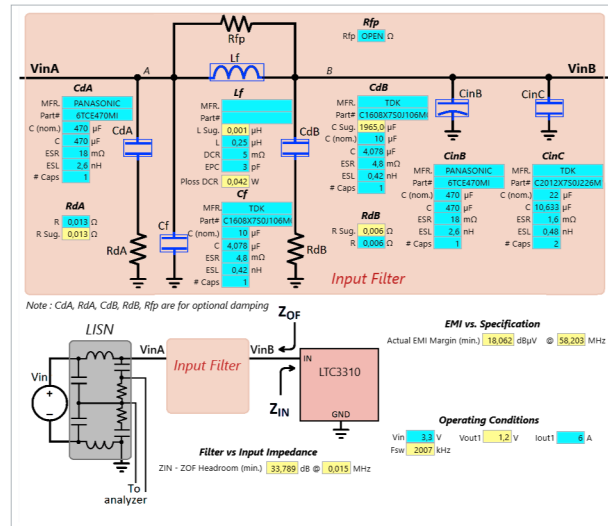 Rfp
Rfp OPEN Ω
Rfp
Lf
VinA A B VinB
CdA
MFR. PANASONIC
Part# 6TCE470MI
C (nom.) 470 µF
C 470 µF
ESR 18 mΩ
ESL 2,6 nH
# Caps 1
CdA
Lf
MFR.
Part#
L Sug. 0,001 µH
L 0,25 µH
DCR 5 mΩ
EPC 3 pF
Ploss DCR 0,042 W
CdB
CdB
MFR. TDK
Part# C1608X7S0J106M
C Sug. 1965,0 µF
C (nom.) 10 µF
C 4,078 µF
ESR 4,8 mΩ
ESL 0,42 nH
# Caps 1
CinB
CinC
CinB
MFR. PANASONIC
Part# 6TCE470MI
C (nom.) 470 µF
C 470 µF
ESR 18 mΩ
ESL 2,6 nH
# Caps 1
CinC
MFR. TDK
Part# C2012X7S0J226M
C (nom.) 22 µF
C 10,633 µF
ESR 1,6 mΩ
ESL 0,48 nH
# Caps 2
RdA
R 0,013 Ω
R Sug. 0,013 Ω
RdA
Cf
Cf
MFR. TDK
Part# C1608X7S0J106M
C (nom.) 10 µF
C 4,078 µF
ESR 4,8 mΩ
ESL 0,42 nH
# Caps 1
RdB
RdB
R Sug. 0,006 Ω
R 0,006 Ω
Input Filter
Note : CdA, RdA, CdB, RdB, Rfp are for optional damping
LISN
Vin
VinA
Input Filter
VinB
ZOF
ZIN
IN
LTC3310
GND
To
analyzer
EMI vs. Specification
Actual EMI Margin (min.) 18,062 dBµV @ 58,203 MHz
Operating Conditions
Vin 3,3 V Vout1 1,2 V Iout1 6 A
Fsw 2007 kHz
Filter vs Input Impedance
ZIN - ZOF Headroom (min.) 33,789 dB @ 0,015 MHz